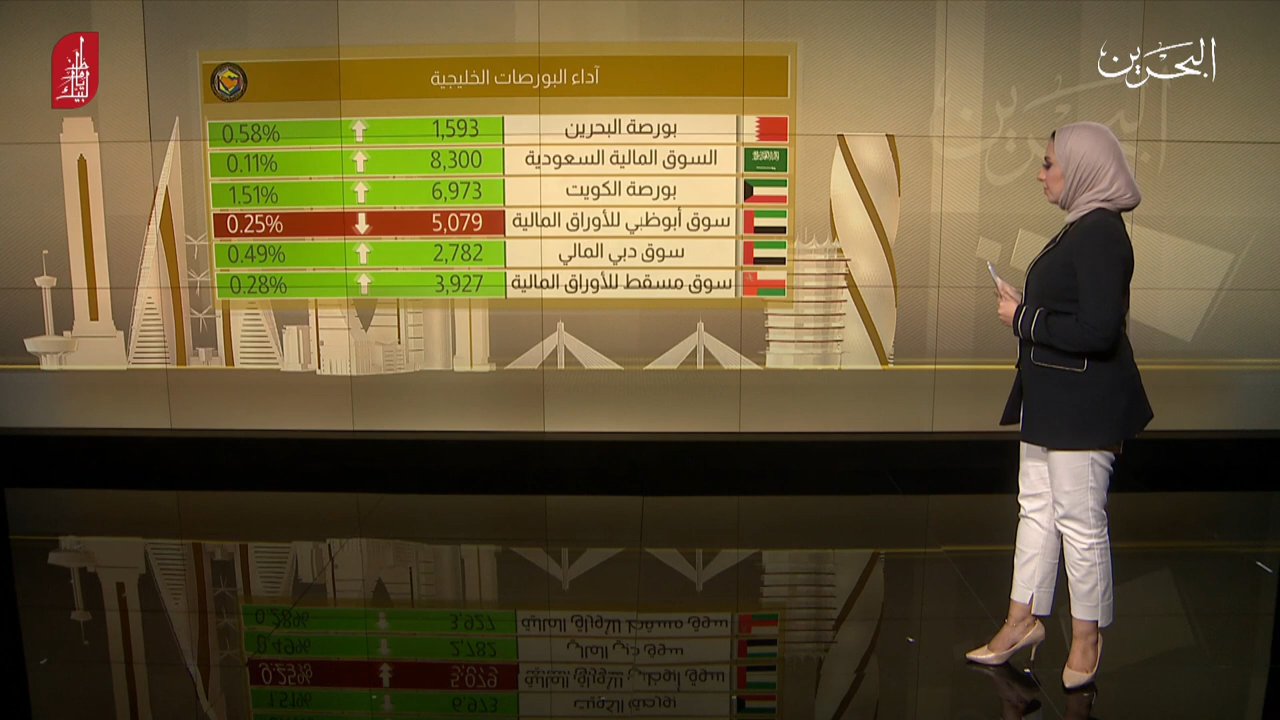 البحرين
آداء البورصات الخليجية
بورصة البحرين 1,593 0.58%
السوق المالية السعودية 8,300 0.11%
بورصة الكويت 6,973 1.51%
سوق أبوظبي للأوراق المالية 5,079 0.25%
سوق دبي المالي 2,782 0.49%
سوق مسقط للأوراق المالية 3,927 0.28%